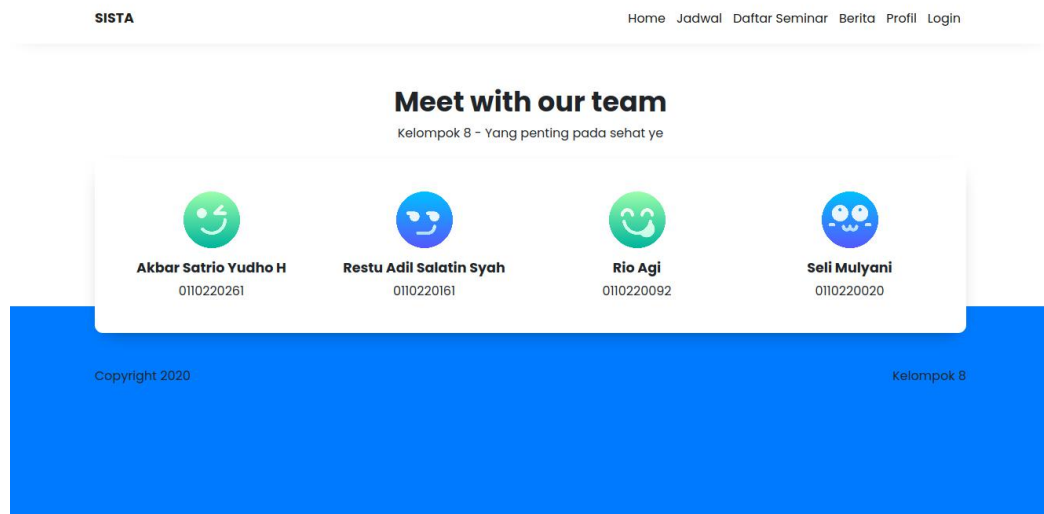 SISTA Home Jadwal Daftar Seminar Berita Profil Login
Meet with our team
Kelompok 8 - Yang penting pada sehat ye
Akbar Satrio Yudho H Restu Adil Salatin Syah Rio Agi Seli Mulyani
0110220261 0110220161 0110220092 0110220020
Copyright 2020 Kelompok 8